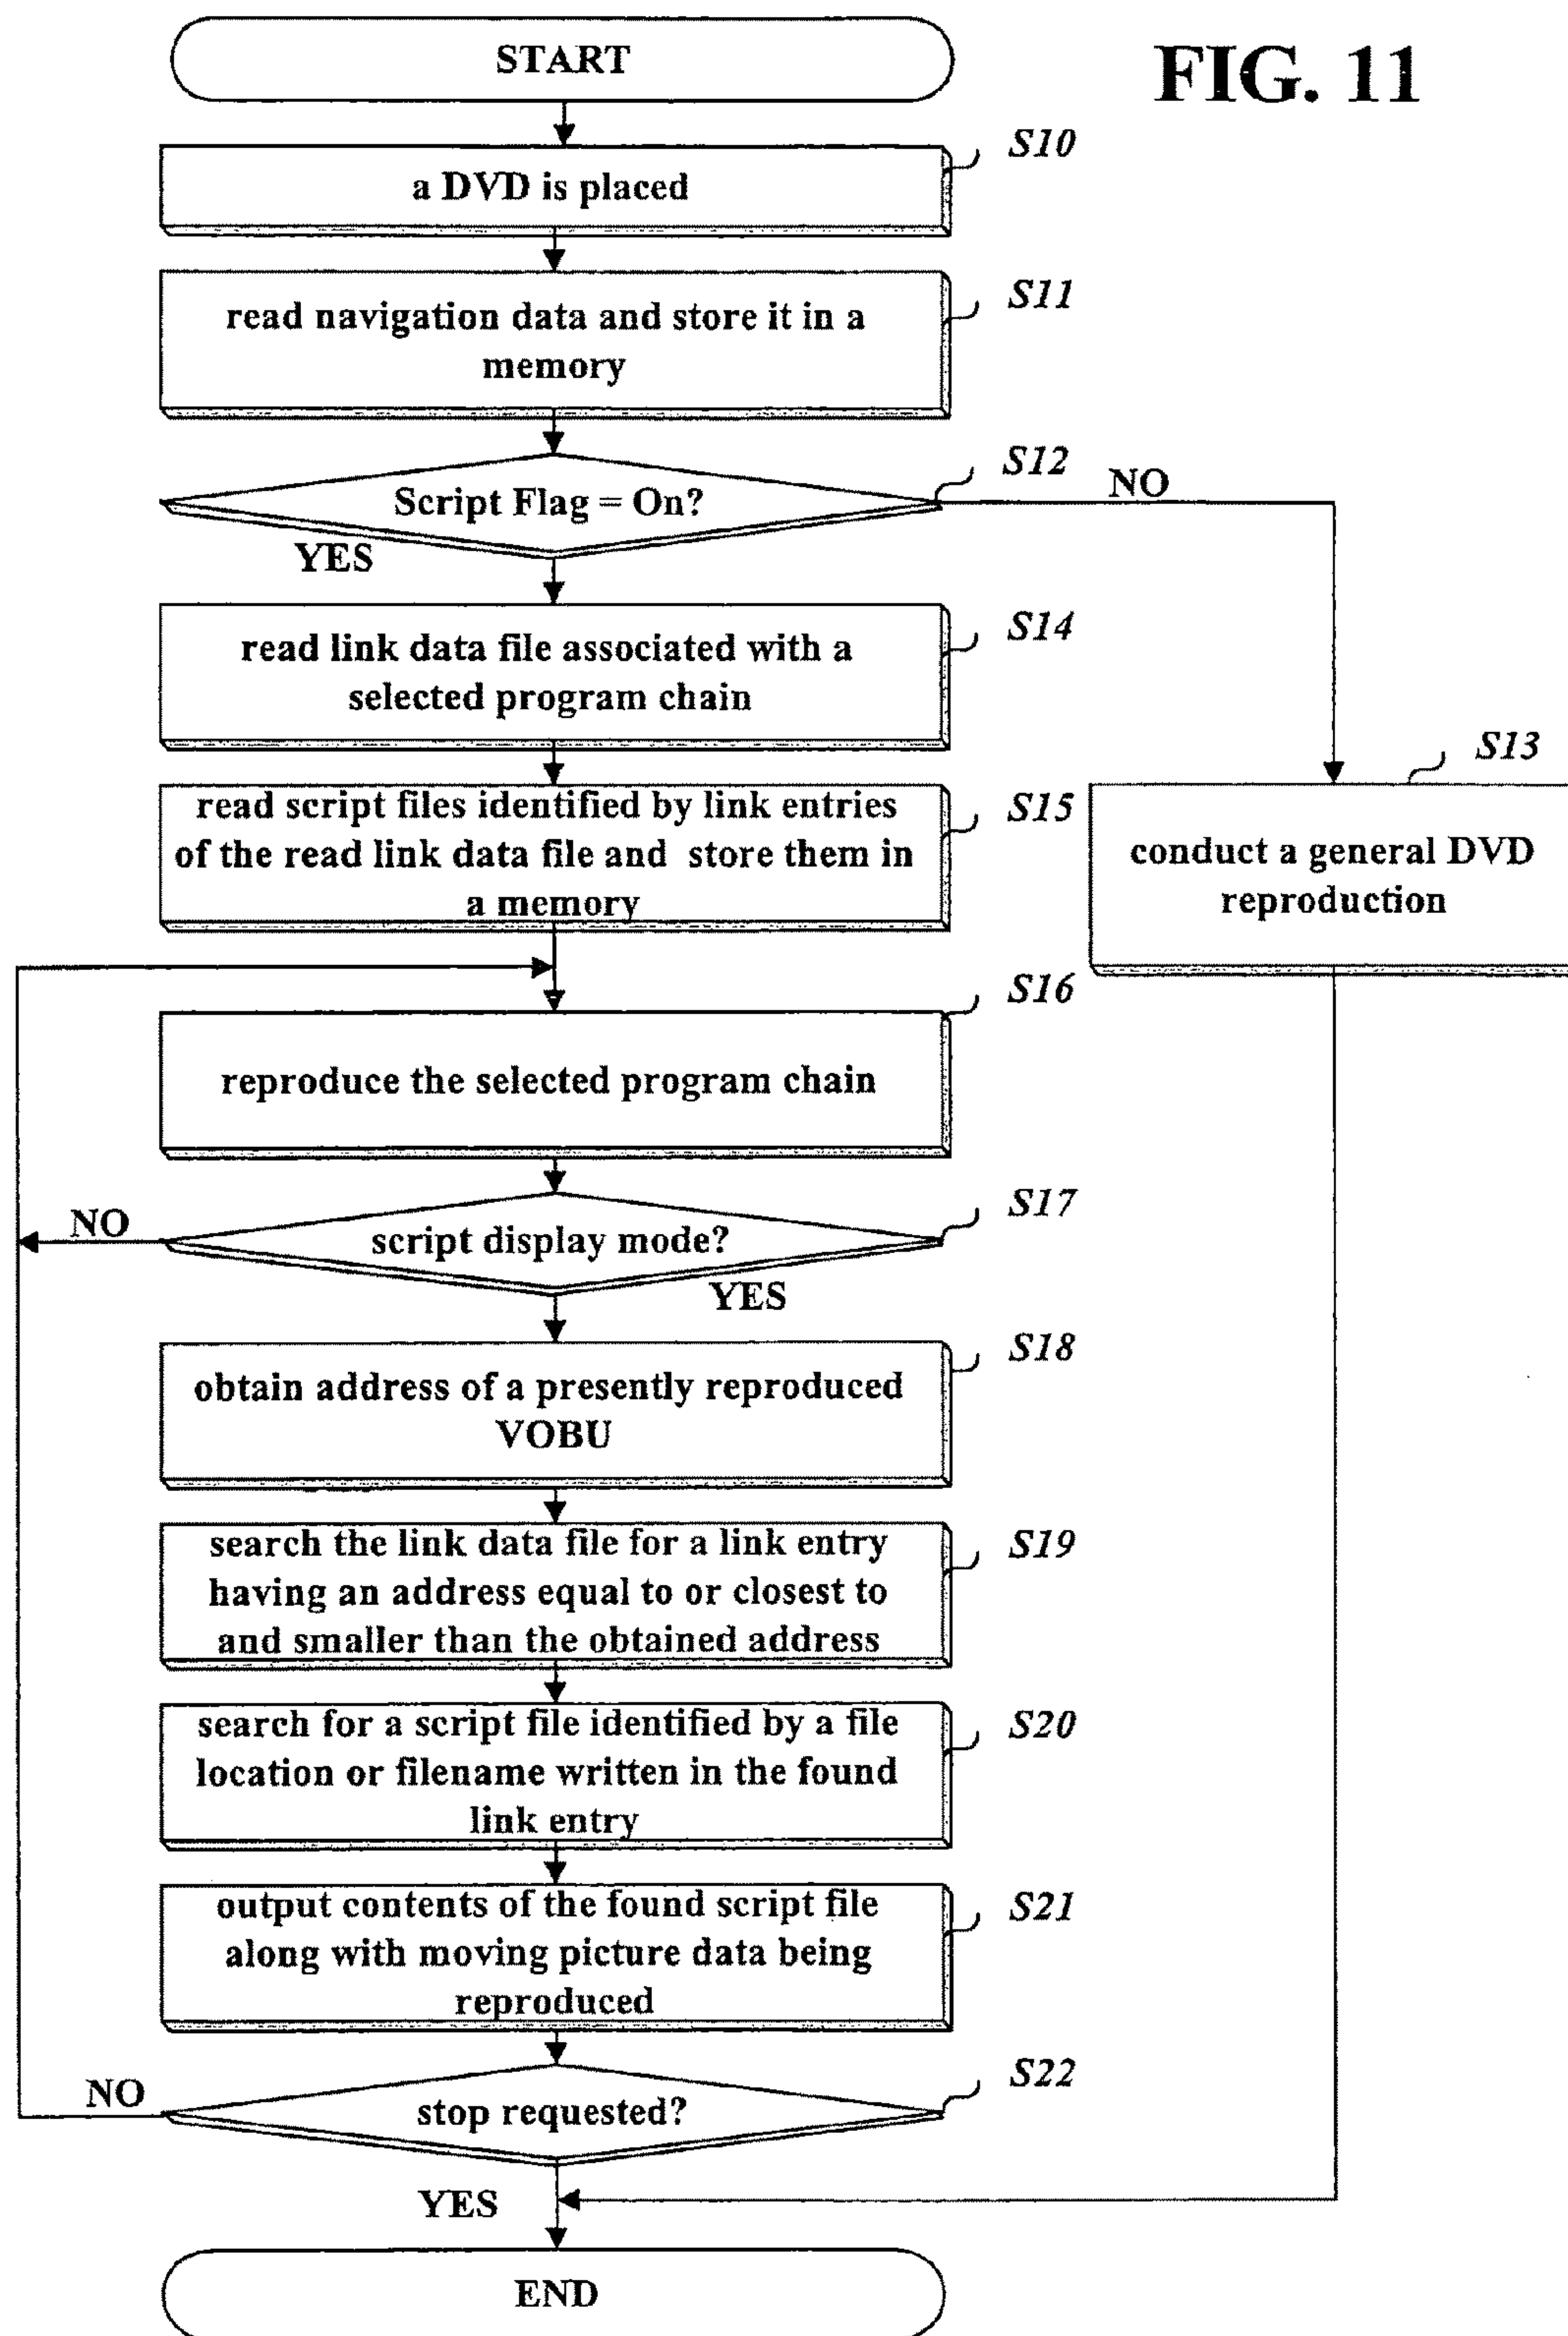 START
FIG. 11
S10
a DVD is placed
S11
read navigation data and store it in a
memory
S12
Script Flag = On?
NO
YES
S14
read link data file associated with a
selected program chain
S13
conduct a general DVD
reproduction
S15
read script files identified by link entries
of the read link data file and store them in
a memory
S16
reproduce the selected program chain
S17
script display mode?
NO
YES
S18
obtain address of a presently reproduced
VOBU
S19
search the link data file for a link entry
having an address equal to or closest to
and smaller than the obtained address
S20
search for a script file identified by a file
location or filename written in the found
link entry
S21
output contents of the found script file
along with moving picture data being
reproduced
S22
stop requested?
NO
YES
END